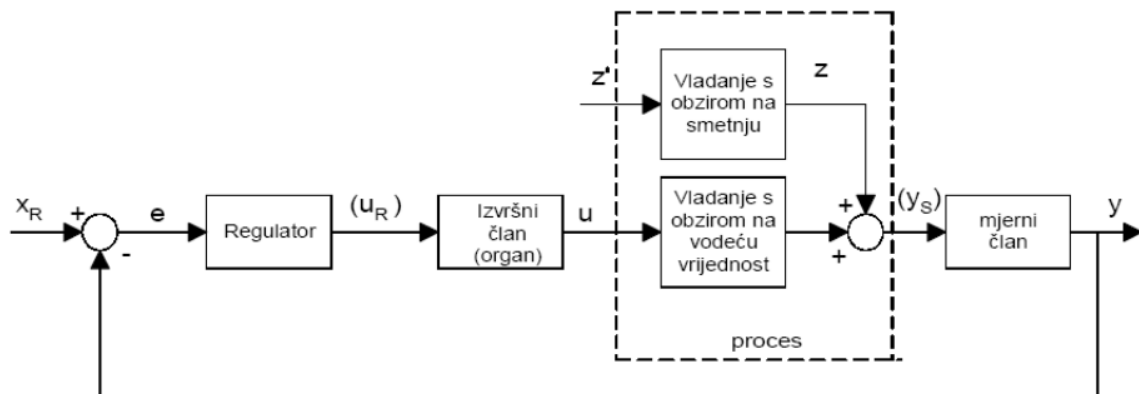 z'
Vladanje s
obzirom na
smetnju
z
x_R
+
-
e
Regulator
(u_R)
Izvršni
član
(organ)
u
Vladanje s
obzirom na
vodeću
vrijednost
+
+
(y_S)
mjerni
član
y
proces